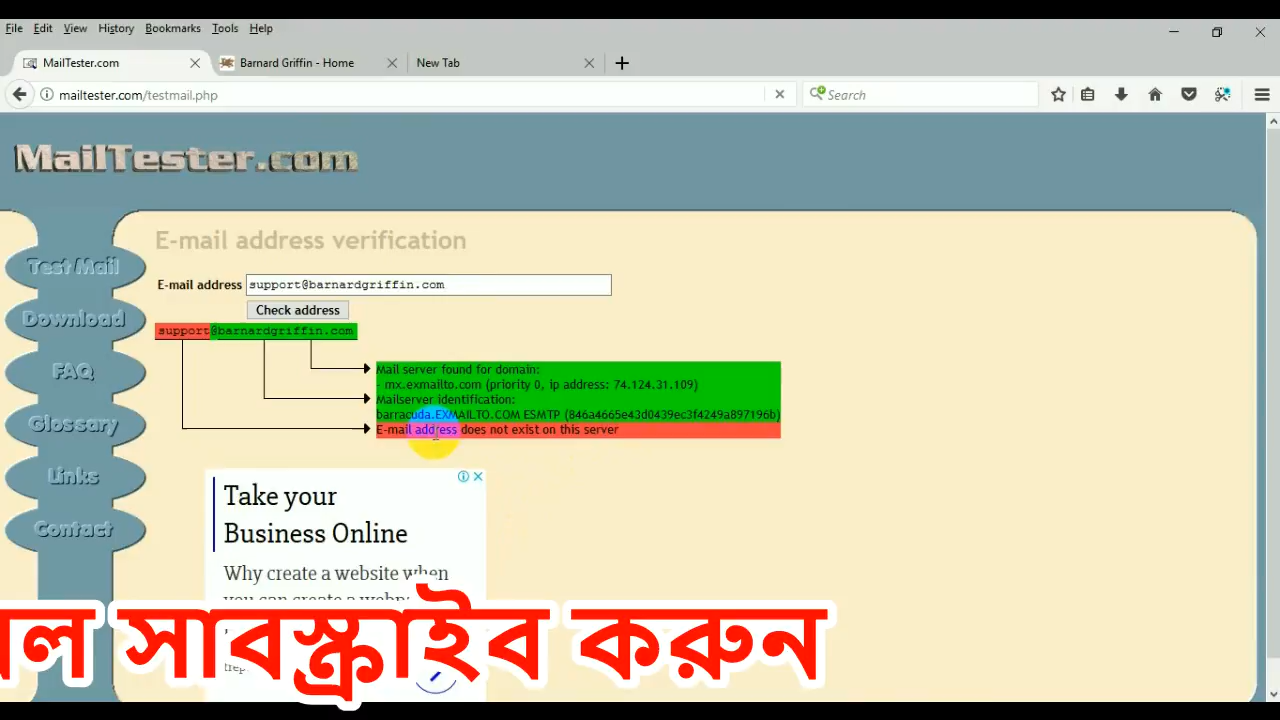 File Edit View History Bookmarks Tools Help
MailTester.com Barnard Griffin - Home New Tab
mailtester.com/testmail.php Search
MailTester.com
E-mail address verification
Test Mail
E-mail address support@barnardgriffin.com
Check address
Download
support@barnardgriffin.com
FAQ
Mail server found for domain:
- mx.exmailto.com (priority 0, ip address: 74.124.31.109)
Mailserver identification:
barracuda.EXMAILTO.COM ESMTP (846a4665e43d0439ec3f4249a897196b)
E-mail address does not exist on this server
Glossary
Links
Contact
Take your
Business Online
Why create a website when
সাবস্ক্রাইব করুন